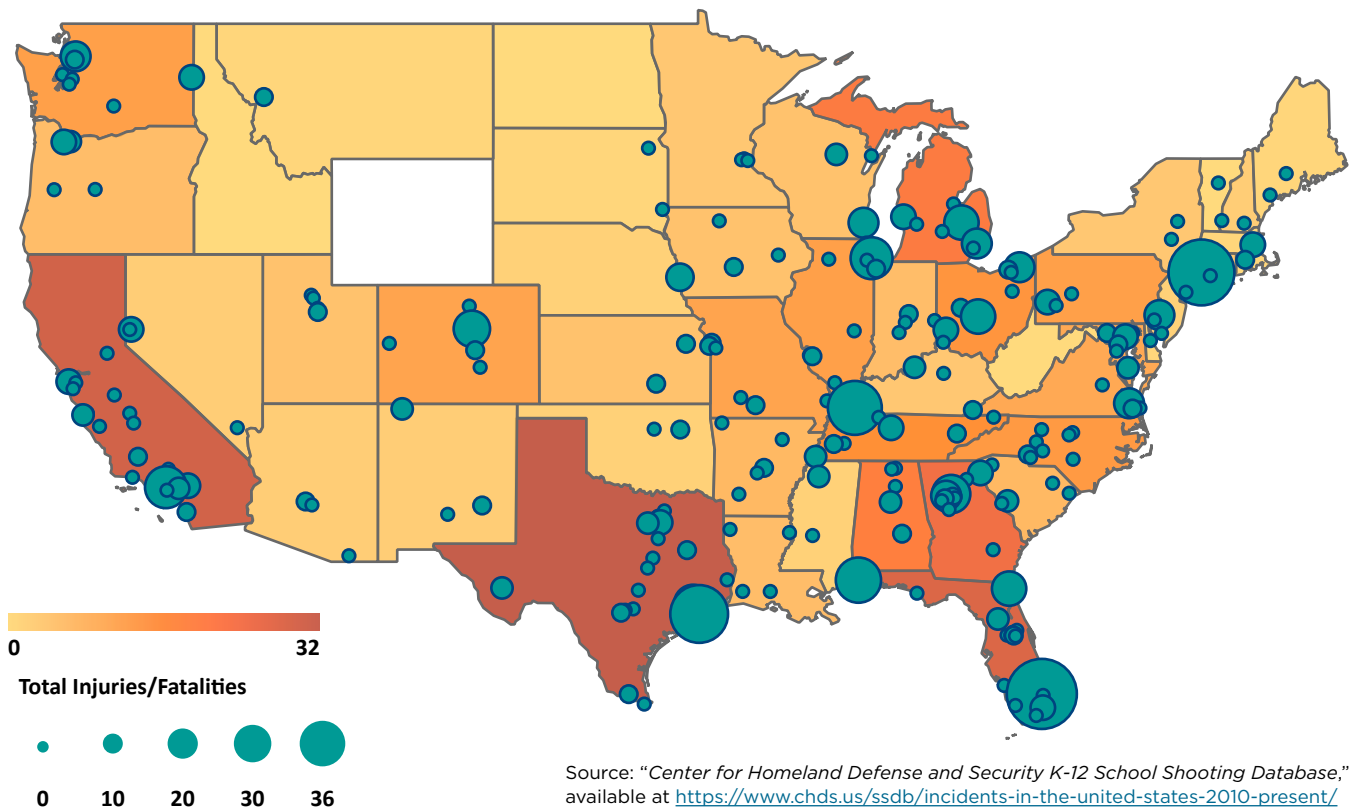 0 32
Total Injuries/Fatalities
0 10 20 30 36
Source: “Center for Homeland Defense and Security K-12 School Shooting Database,”
available at https://www.chds.us/ssdb/incidents-in-the-united-states-2010-present/